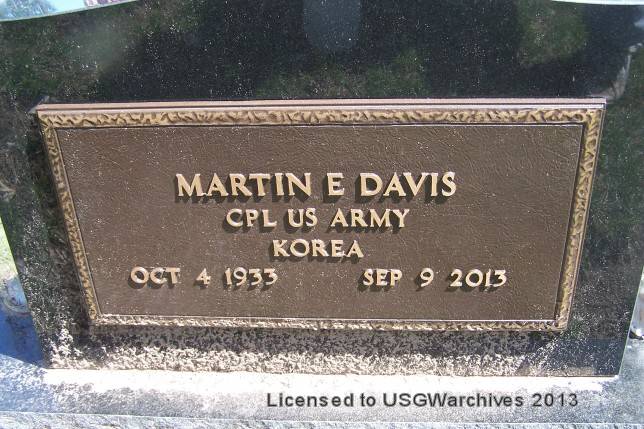 MARTIN E DAVIS
CPL US ARMY
KOREA
OCT 4 1933 SEP 9 2013
Licensed to USGWarchives 2013